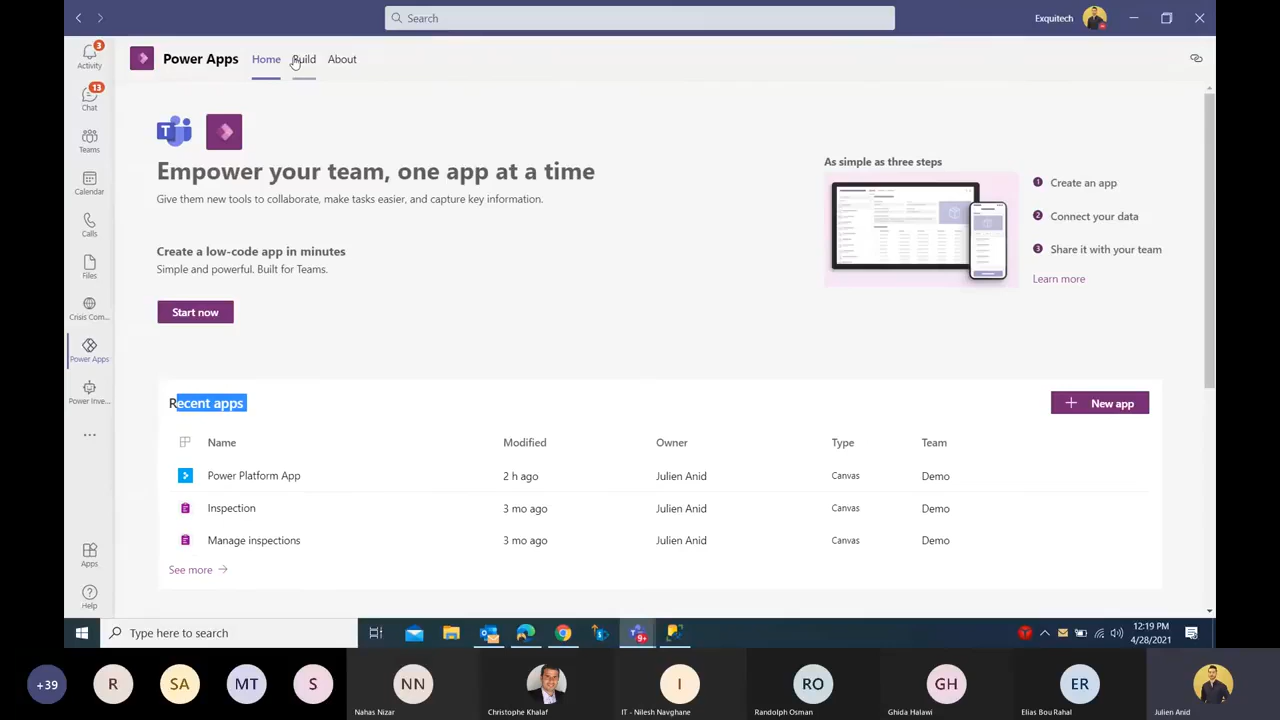 Search
Exquitech
3
Activity
13
Chat
Teams
Calendar
Calls
Files
Crisis Com...
Power Apps
Power Inve...
Apps
Help
Power Apps
Home
Build
About
T
Empower your team, one app at a time
Give them new tools to collaborate, make tasks easier, and capture key information.
Create a low-code app in minutes
Simple and powerful. Built for Teams.
Start now
As simple as three steps
1 Create an app
2 Connect your data
3 Share it with your team
Learn more
Recent apps
New app
Name Modified Owner Type Team
Power Platform App 2 h ago Julien Anid Canvas Demo
Inspection 3 mo ago Julien Anid Canvas Demo
Manage inspections 3 mo ago Julien Anid Canvas Demo
See more
Type here to search
9+
12:19 PM
4/28/2021
+39
R
SA
MT
S
NN
Nahas Nizar
Christophe Khalaf
I
IT - Nilesh Navghane
RO
Randolph Osman
GH
Ghida Halawi
ER
Elias Bou Rahal
Julien Anid